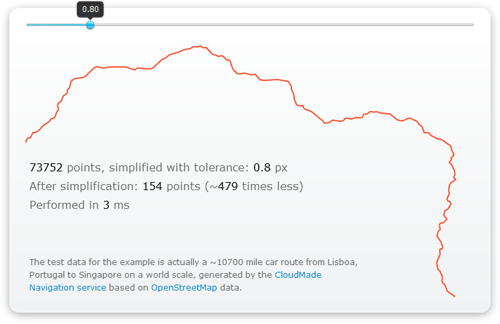 0.80
73752 points, simplified with tolerance: 0.8 px
After simplification: 154 points (~479 times less)
Performed in 3 ms
The test data for the example is actually a ~10700 mile car route from Lisboa,
Portugal to Singapore on a world scale, generated by the CloudMade
Navigation service based on OpenStreetMap data.